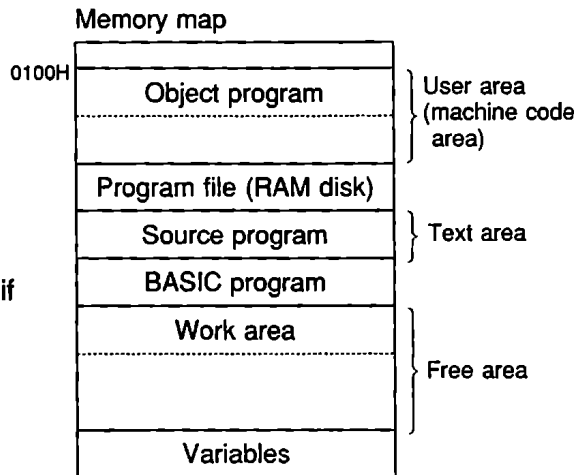 Memory map
0100H
Object program
User area
(machine code
area)
Program file (RAM disk)
Source program
Text area
if
BASIC program
Work area
Free area
Variables